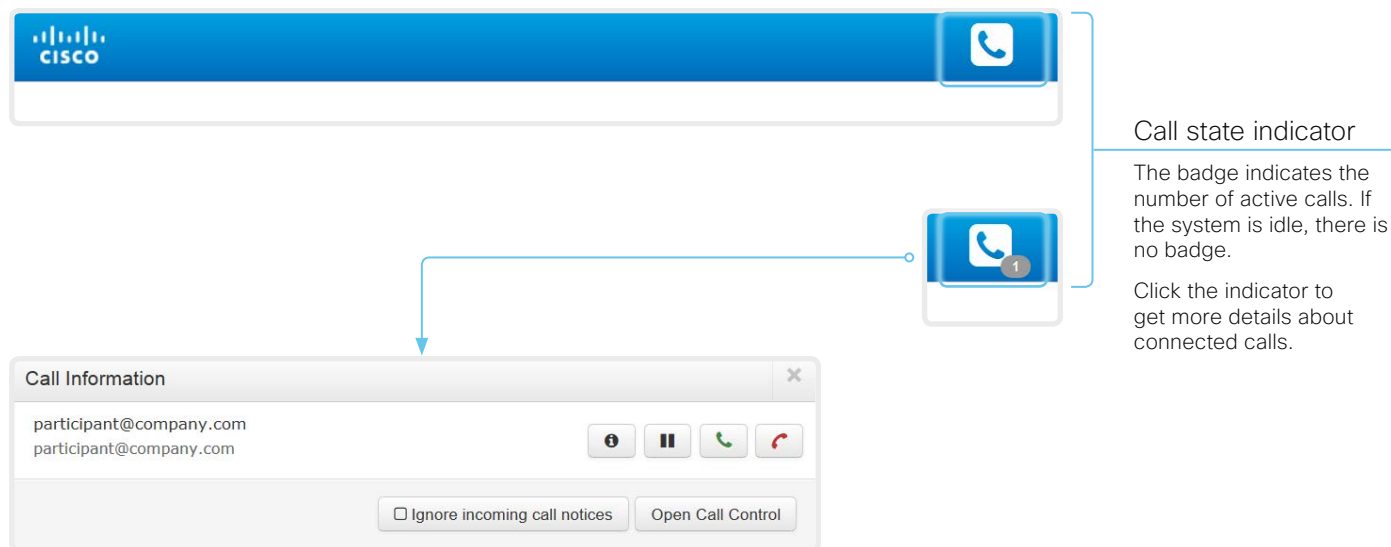 CISCO
Call state indicator
The badge indicates the
number of active calls. If
the system is idle, there is
no badge.
Click the indicator to
get more details about
connected calls.
1
Call Information
participant@company.com
participant@company.com
Ignore incoming call notices
Open Call Control